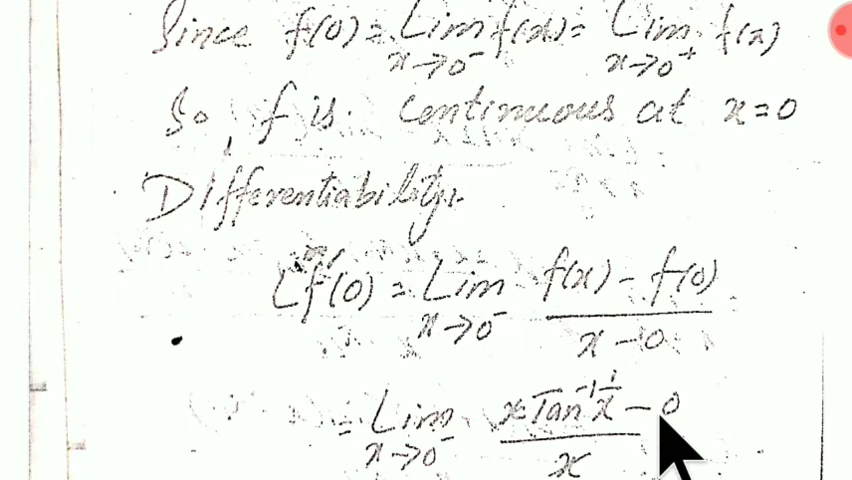 Since f(0) = Lim x→0⁻ f(x) = Lim x→0⁺ f(x)
So, f is continuous at x = 0
Differentiability:
Lf'(0) = Lim x→0⁻ (f(x) - f(0)) / (x - 0)
= Lim x→0⁻ (x Tan⁻¹ 1/x - 0) / x